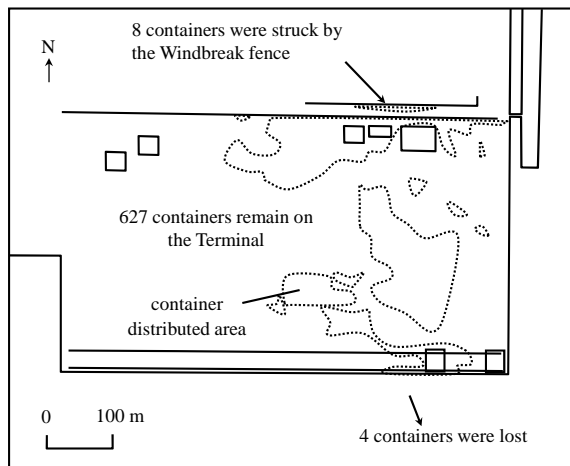 8 containers were struck by
the Windbreak fence
N
627 containers remain on
the Terminal
container
distributed area
0 100 m
4 containers were lost